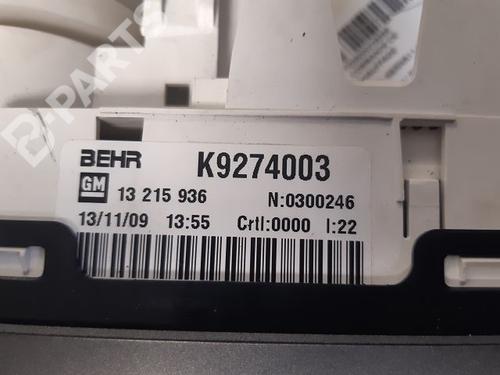 B-PARTS
BEHR K9274003
GM 13 215 936 N:0300246
13/11/09 13:55 Crtl:0000 I:22